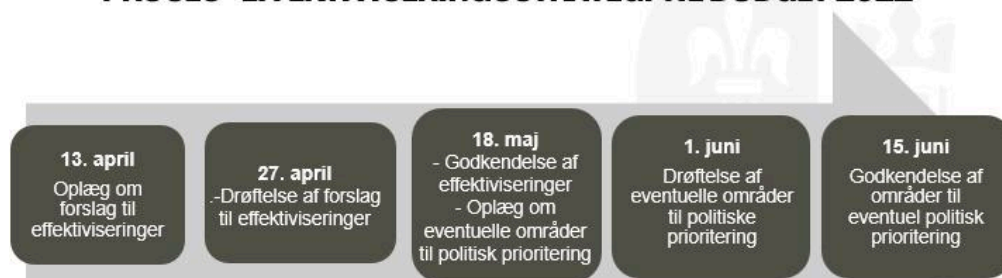 13. april
Oplæg om
forslag til
effektiviseringer
27. april
.-Drøftelse af forslag
til effektiviseringer
18. maj
- Godkendelse af
effektiviseringer
- Oplæg om
eventuelle områder
til politisk prioritering
1. juni
Drøftelse af
eventuelle områder
til politiske
prioritering
15. juni
Godkendelse af
områder til
eventuel politisk
prioritering